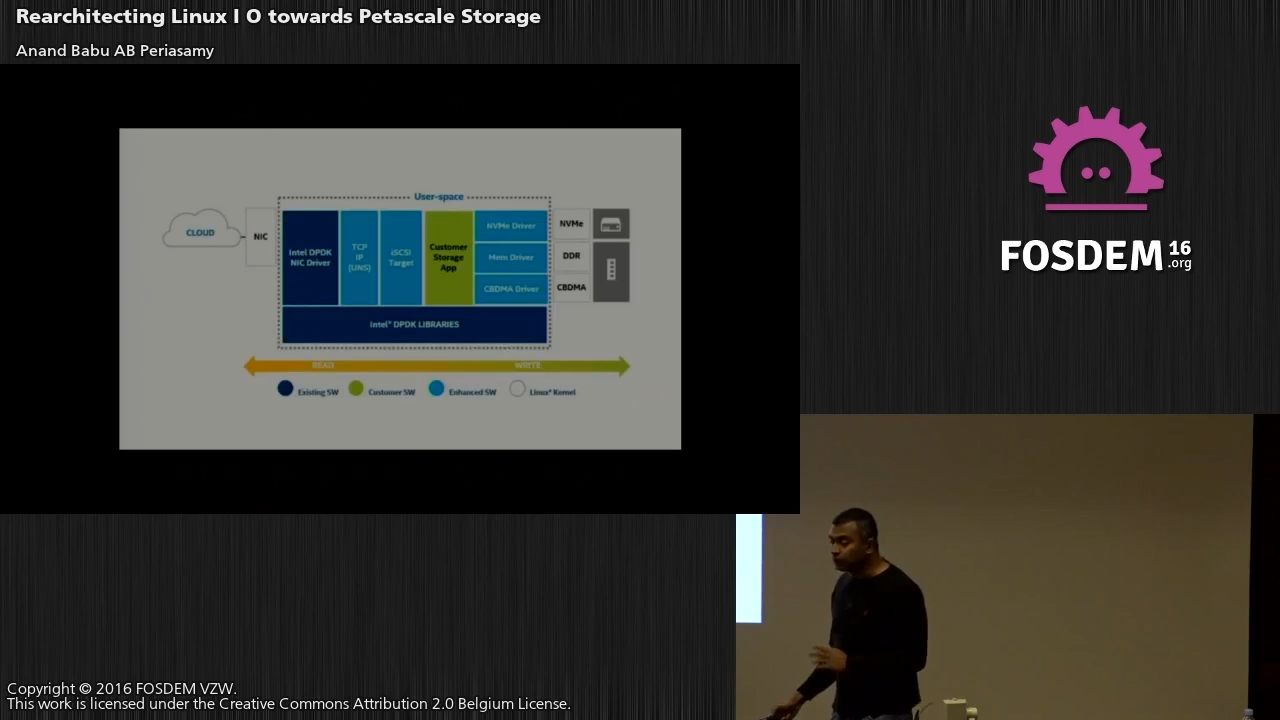 Rearchitecting Linux I O towards Petascale Storage
Anand Babu AB Periasamy
User-space
CLOUD
NIC
Intel DPDK
NIC Driver
TCP
IP
(UNS)
iSCSI
Target
Customer
Storage
App
NVMe Driver
Mem Driver
CBDMA Driver
NVMe
DDR
CBDMA
Intel® DPDK LIBRARIES
READ
WRITE
Existing SW
Customer SW
Enhanced SW
Linux* Kernel
FOSDEM 16
.org
Copyright © 2016 FOSDEM VZW.
This work is licensed under the Creative Commons Attribution 2.0 Belgium License.